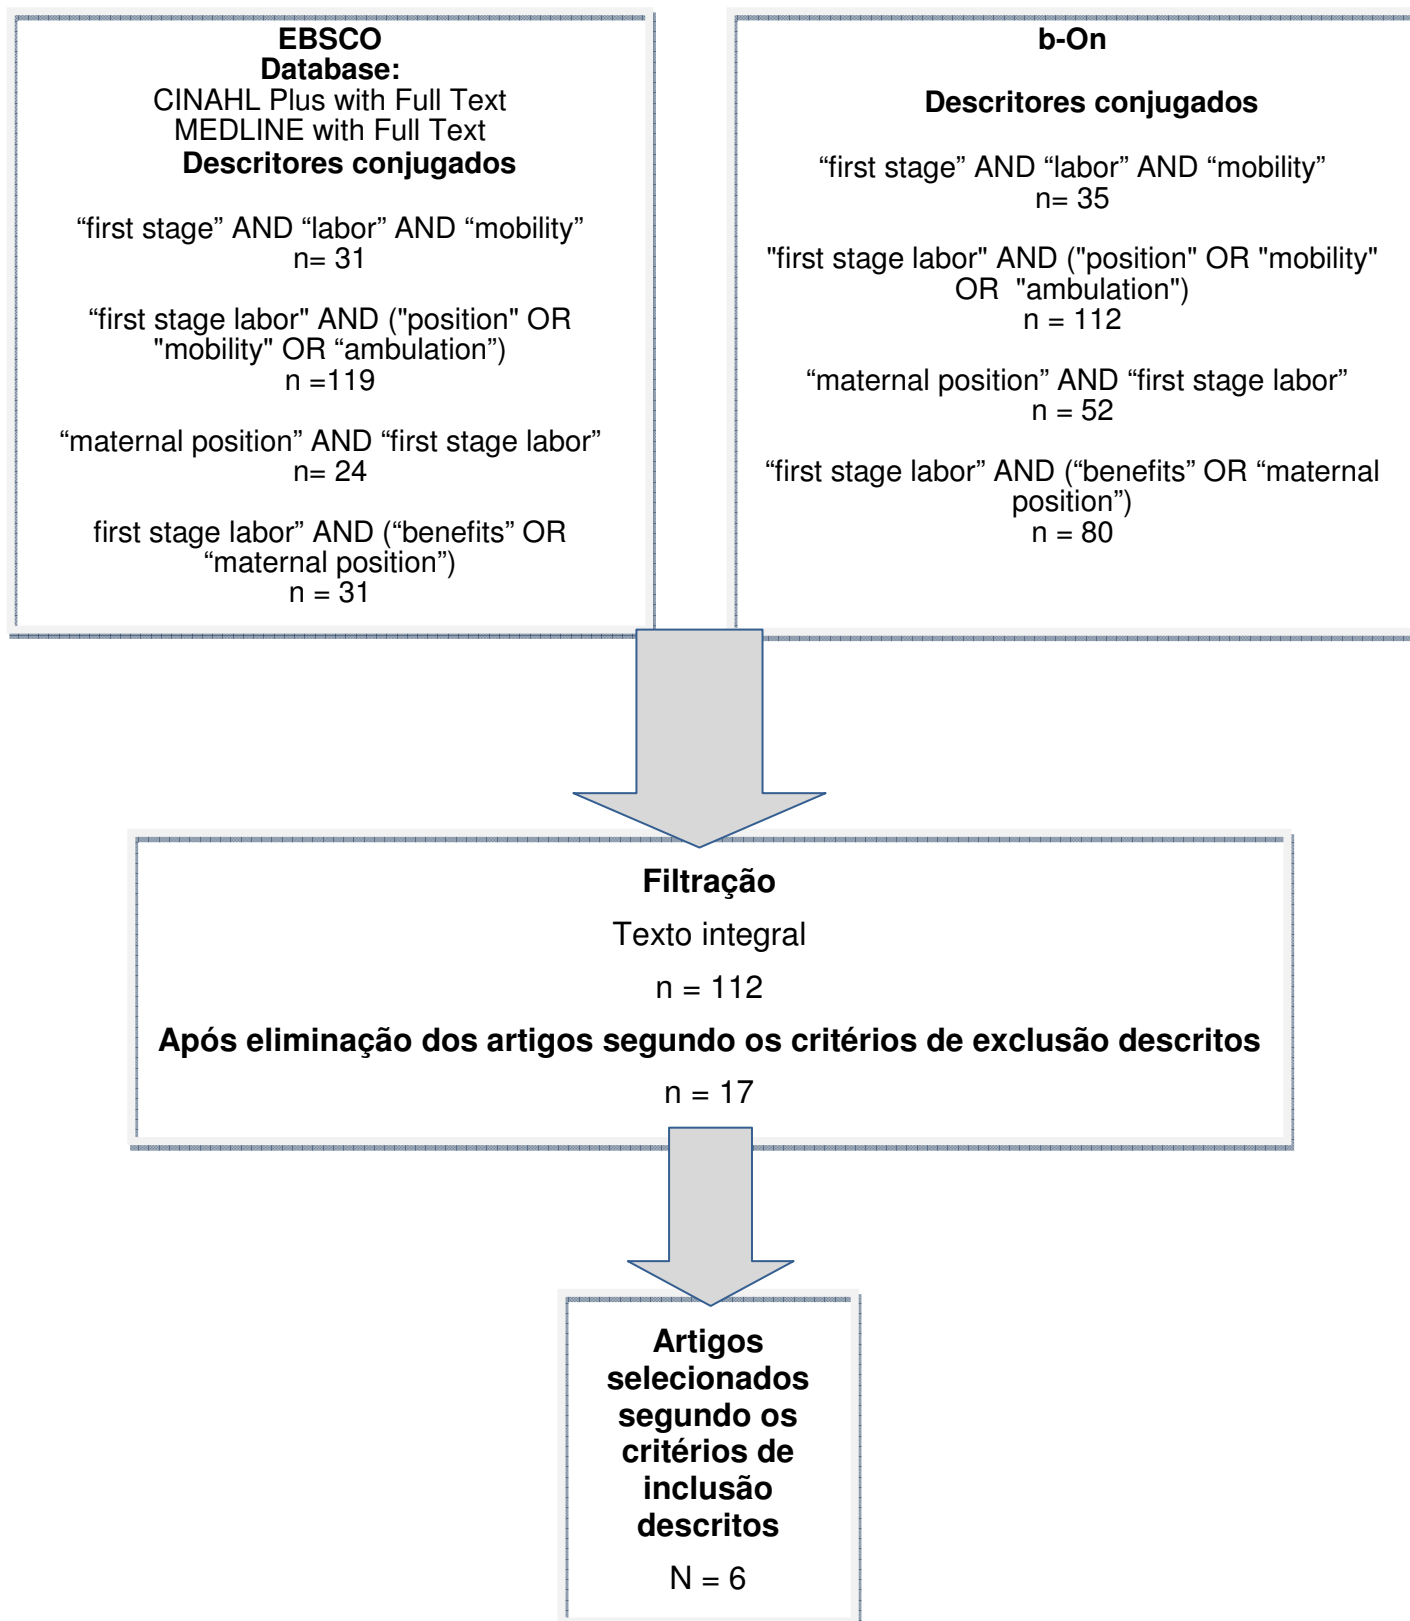 EBSCO
Database:
CINAHL Plus with Full Text
MEDLINE with Full Text
Descritores conjugados
“first stage” AND “labor” AND “mobility”
n= 31
“first stage labor" AND ("position" OR
"mobility" OR “ambulation”)
n =119
“maternal position” AND “first stage labor”
n= 24
first stage labor” AND (“benefits” OR
“maternal position”)
n = 31
b-On
Descritores conjugados
“first stage” AND “labor” AND “mobility”
n= 35
"first stage labor" AND ("position" OR "mobility"
OR "ambulation")
n = 112
“maternal position” AND “first stage labor”
n = 52
“first stage labor” AND (“benefits” OR “maternal
position”)
n = 80
Filtração
Texto integral
n = 112
Após eliminação dos artigos segundo os critérios de exclusão descritos
n = 17
Artigos
selecionados
segundo os
critérios de
inclusão
descritos
N = 6